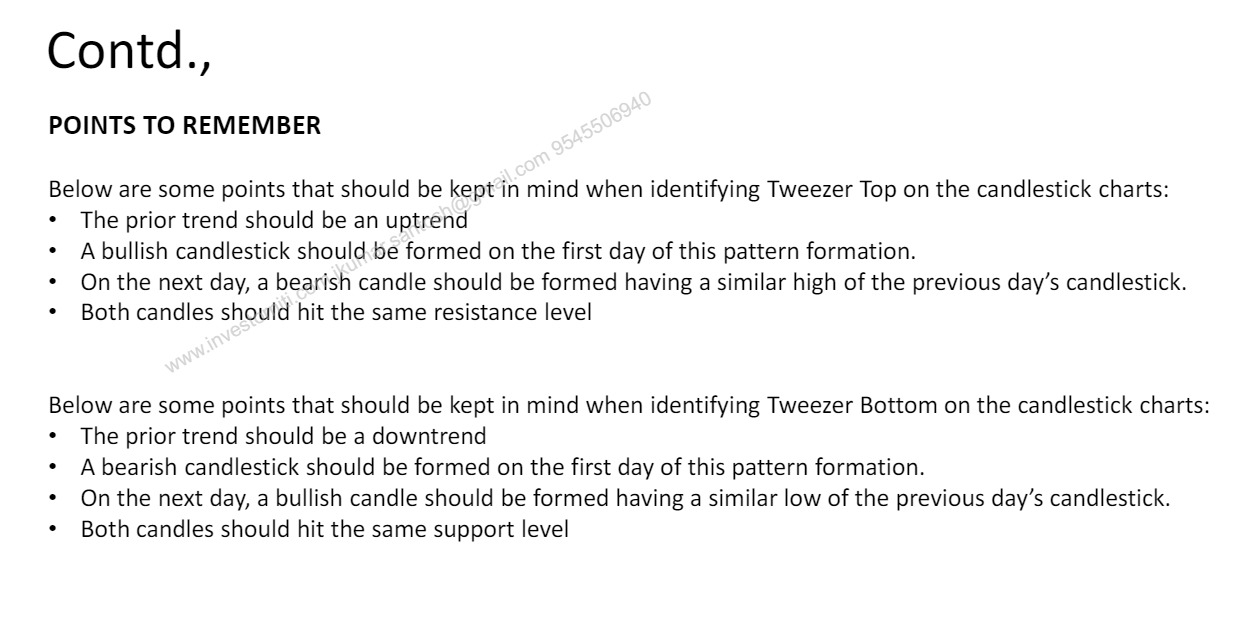 Contd.,
POINTS TO REMEMBER
Below are some points that should be kept in mind when identifying Tweezer Top on the candlestick charts:
• The prior trend should be an uptrend
• A bullish candlestick should be formed on the first day of this pattern formation.
• On the next day, a bearish candle should be formed having a similar high of the previous day’s candlestick.
• Both candles should hit the same resistance level
Below are some points that should be kept in mind when identifying Tweezer Bottom on the candlestick charts:
• The prior trend should be a downtrend
• A bearish candlestick should be formed on the first day of this pattern formation.
• On the next day, a bullish candle should be formed having a similar low of the previous day’s candlestick.
• Both candles should hit the same support level
9545506940